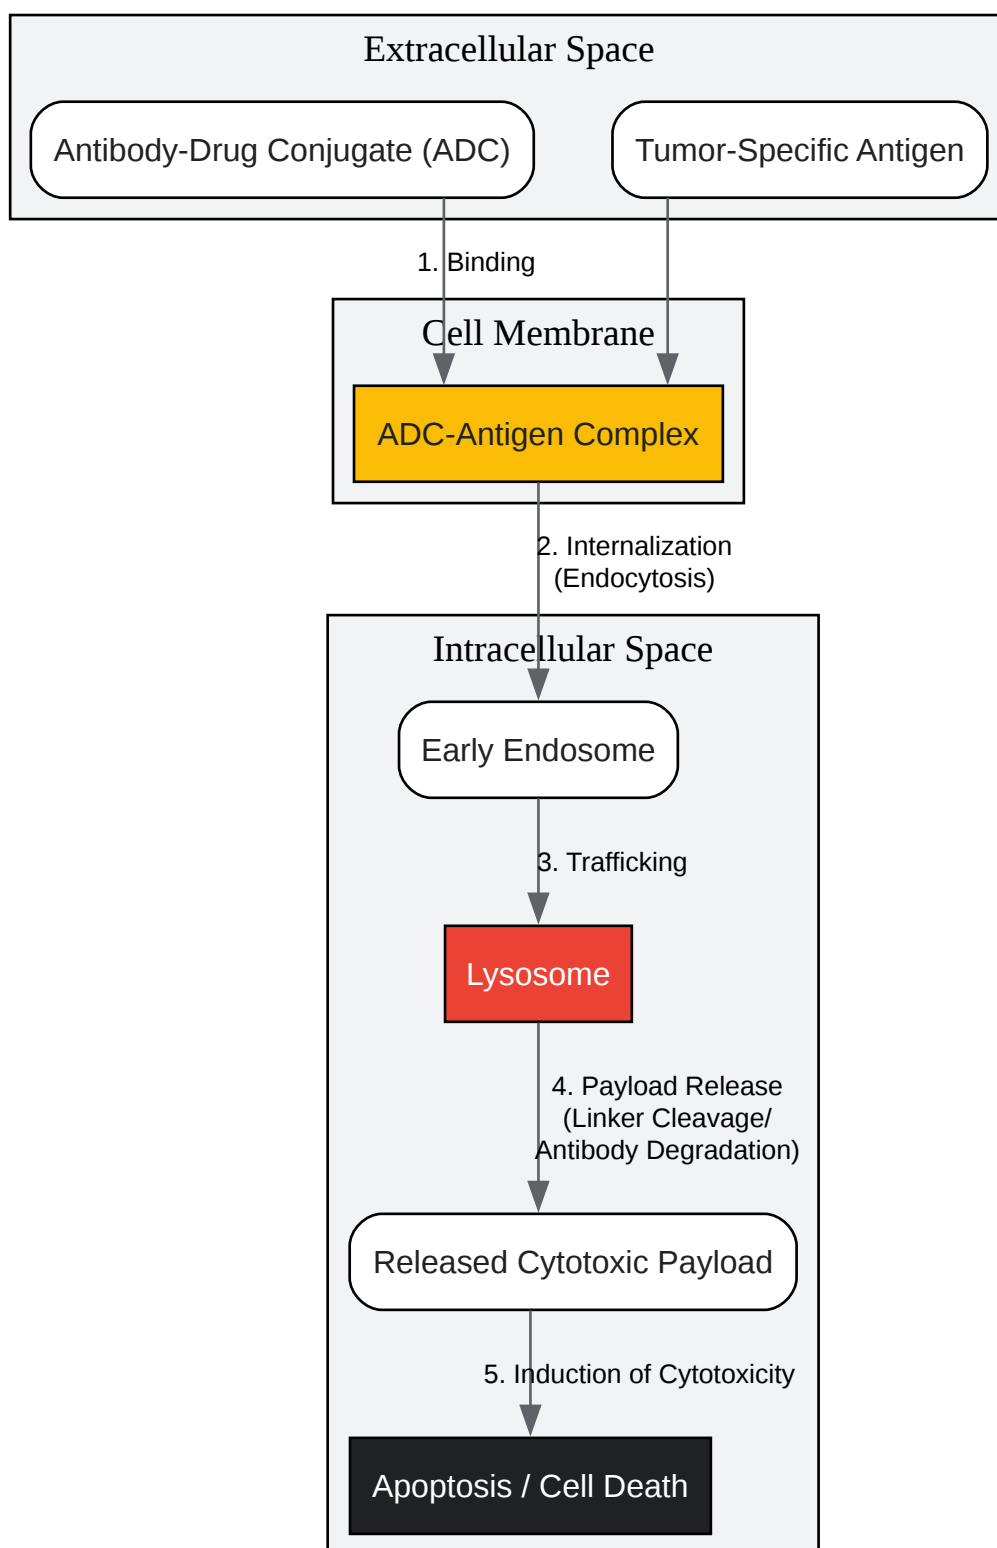 Extracellular Space
Antibody-Drug Conjugate (ADC)
Tumor-Specific Antigen
1. Binding
Cell Membrane
ADC-Antigen Complex
2. Internalization
(Endocytosis)
Intracellular Space
Early Endosome
3. Trafficking
Lysosome
4. Payload Release
(Linker Cleavage/
Antibody Degradation)
Released Cytotoxic Payload
5. Induction of Cytotoxicity
Apoptosis / Cell Death